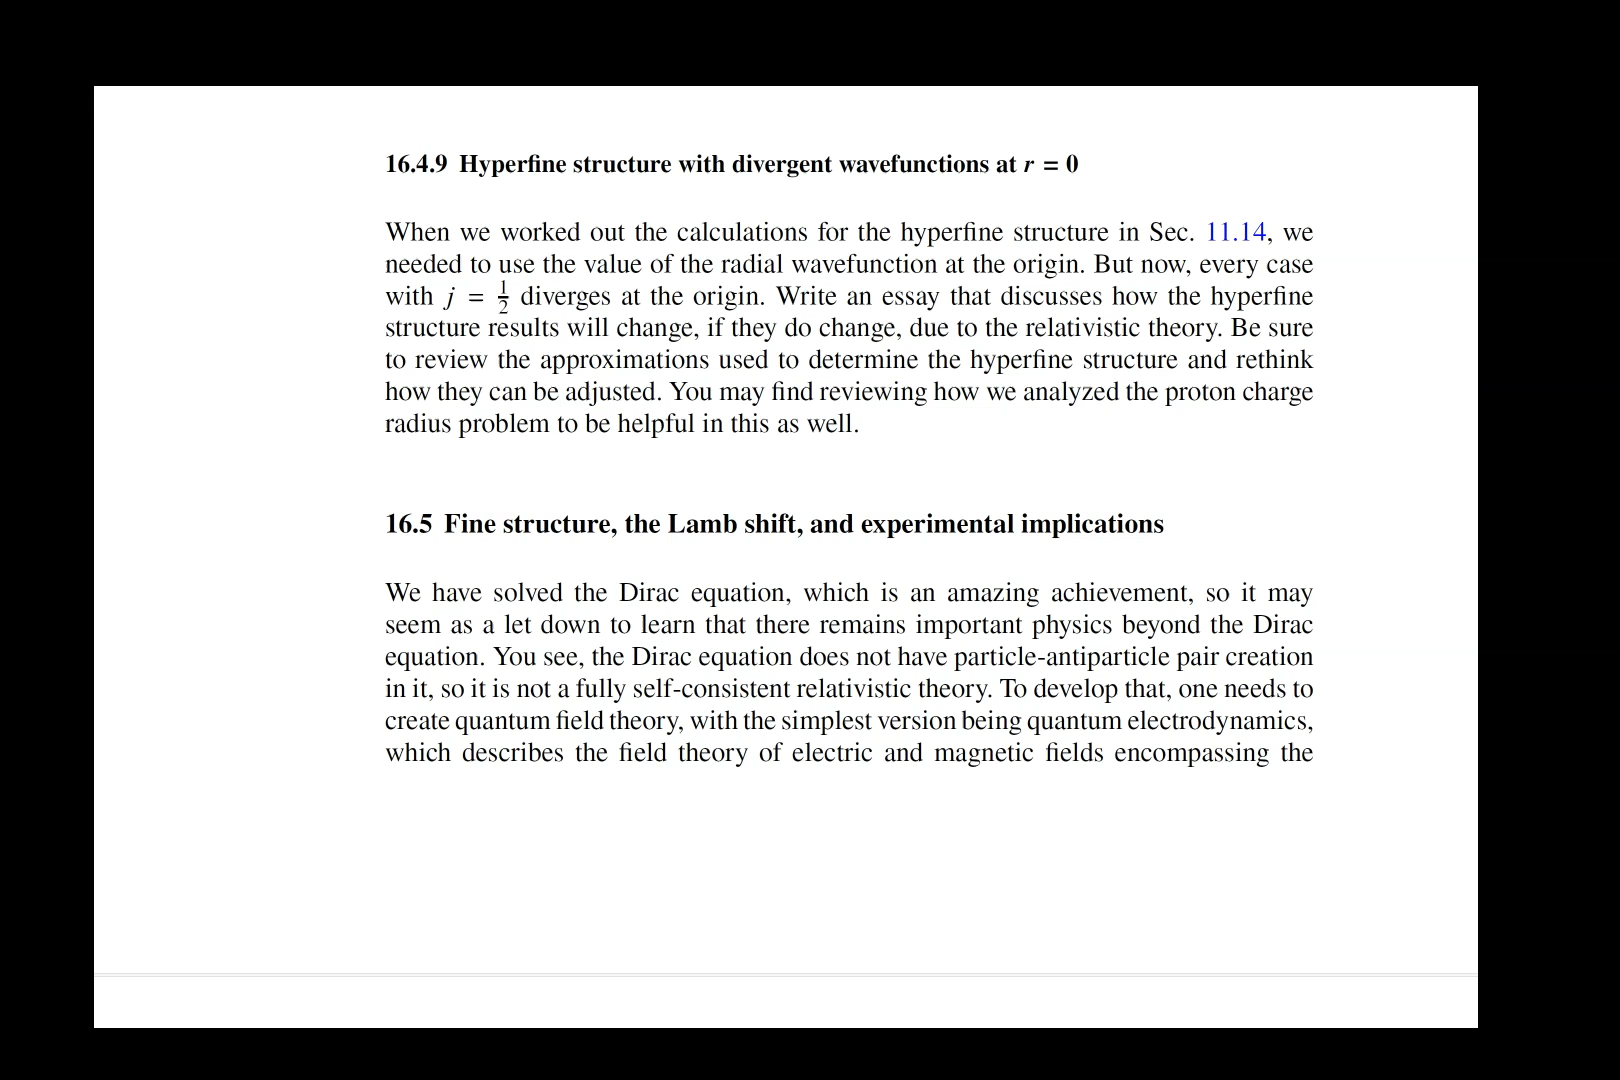 16.4.9 Hyperfine structure with divergent wavefunctions at r = 0
When we worked out the calculations for the hyperfine structure in Sec. 11.14, we
needed to use the value of the radial wavefunction at the origin. But now, every case
with j = 1/2 diverges at the origin. Write an essay that discusses how the hyperfine
structure results will change, if they do change, due to the relativistic theory. Be sure
to review the approximations used to determine the hyperfine structure and rethink
how they can be adjusted. You may find reviewing how we analyzed the proton charge
radius problem to be helpful in this as well.
16.5 Fine structure, the Lamb shift, and experimental implications
We have solved the Dirac equation, which is an amazing achievement, so it may
seem as a let down to learn that there remains important physics beyond the Dirac
equation. You see, the Dirac equation does not have particle-antiparticle pair creation
in it, so it is not a fully self-consistent relativistic theory. To develop that, one needs to
create quantum field theory, with the simplest version being quantum electrodynamics,
which describes the field theory of electric and magnetic fields encompassing the